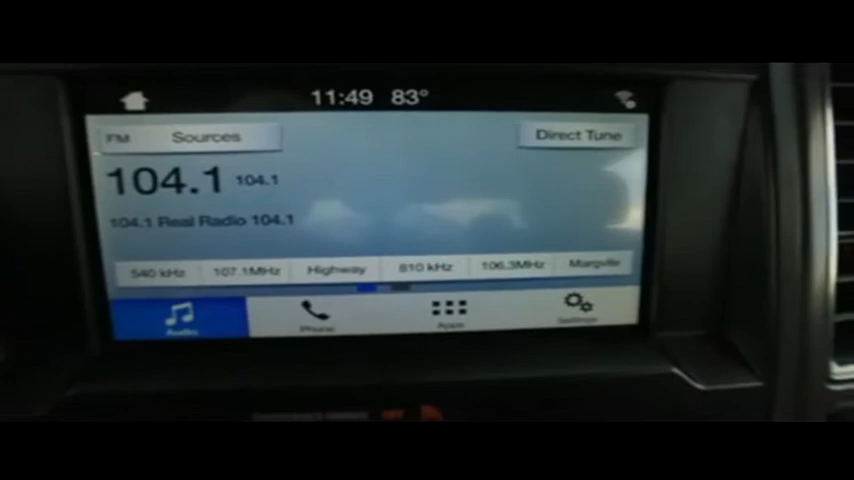 11:49 83°
FM Sources Direct Tune
104.1 104.1
104.1 Real Radio 104.1
540 kHz 107.1MHz Highway 810 kHz 106.3MHz Margville
Audio Phone Apps Settings